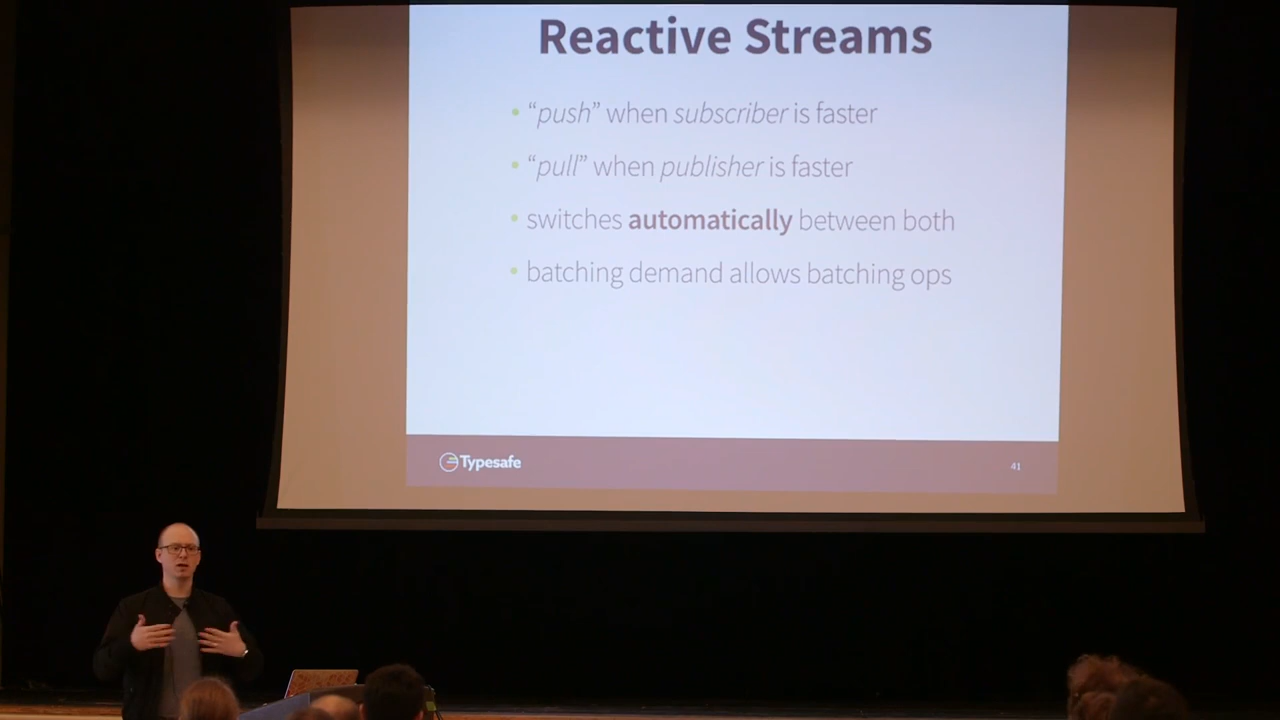 Reactive Streams
• “push” when subscriber is faster
• “pull” when publisher is faster
• switches automatically between both
• batching demand allows batching ops
Typesafe
41